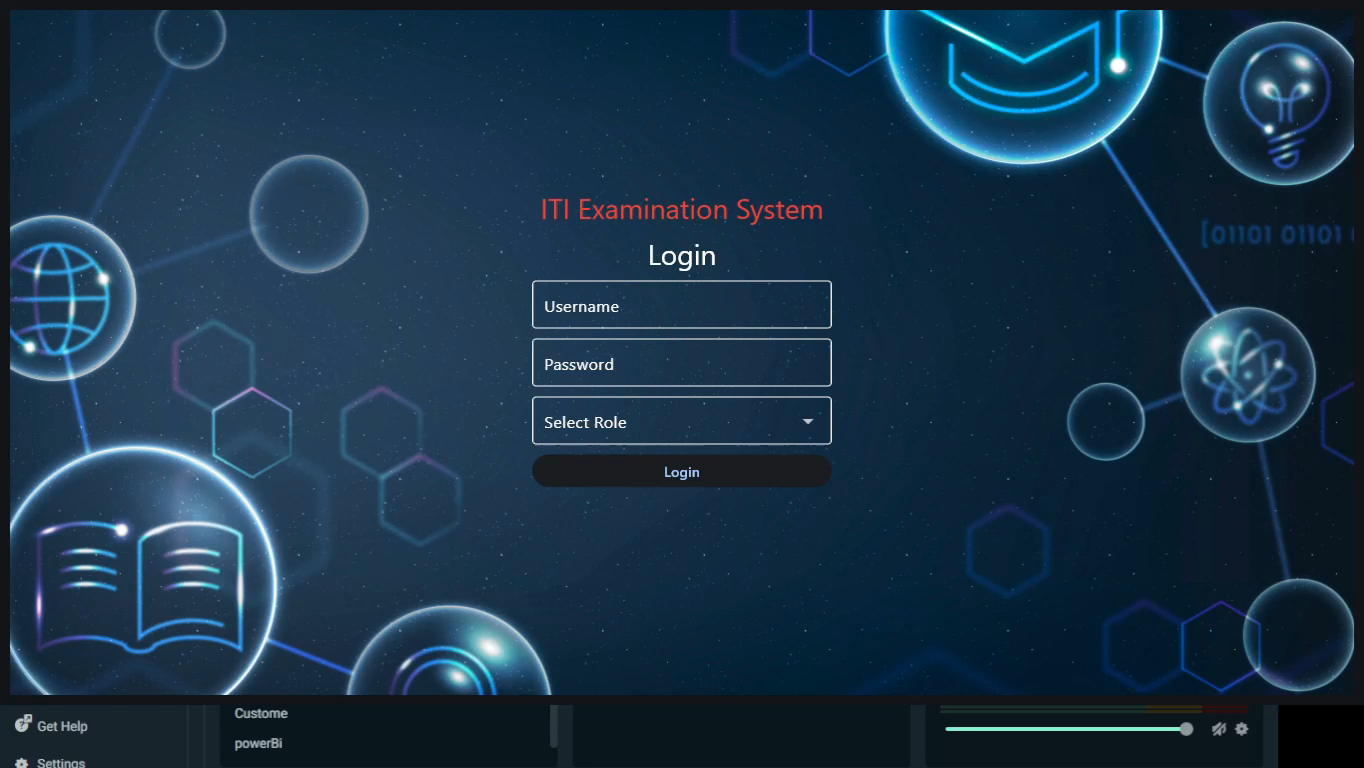 [01101 01101
ITI Examination System
Login
Username
Password
Select Role
Login
Get Help
Settings
Custome
powerBi